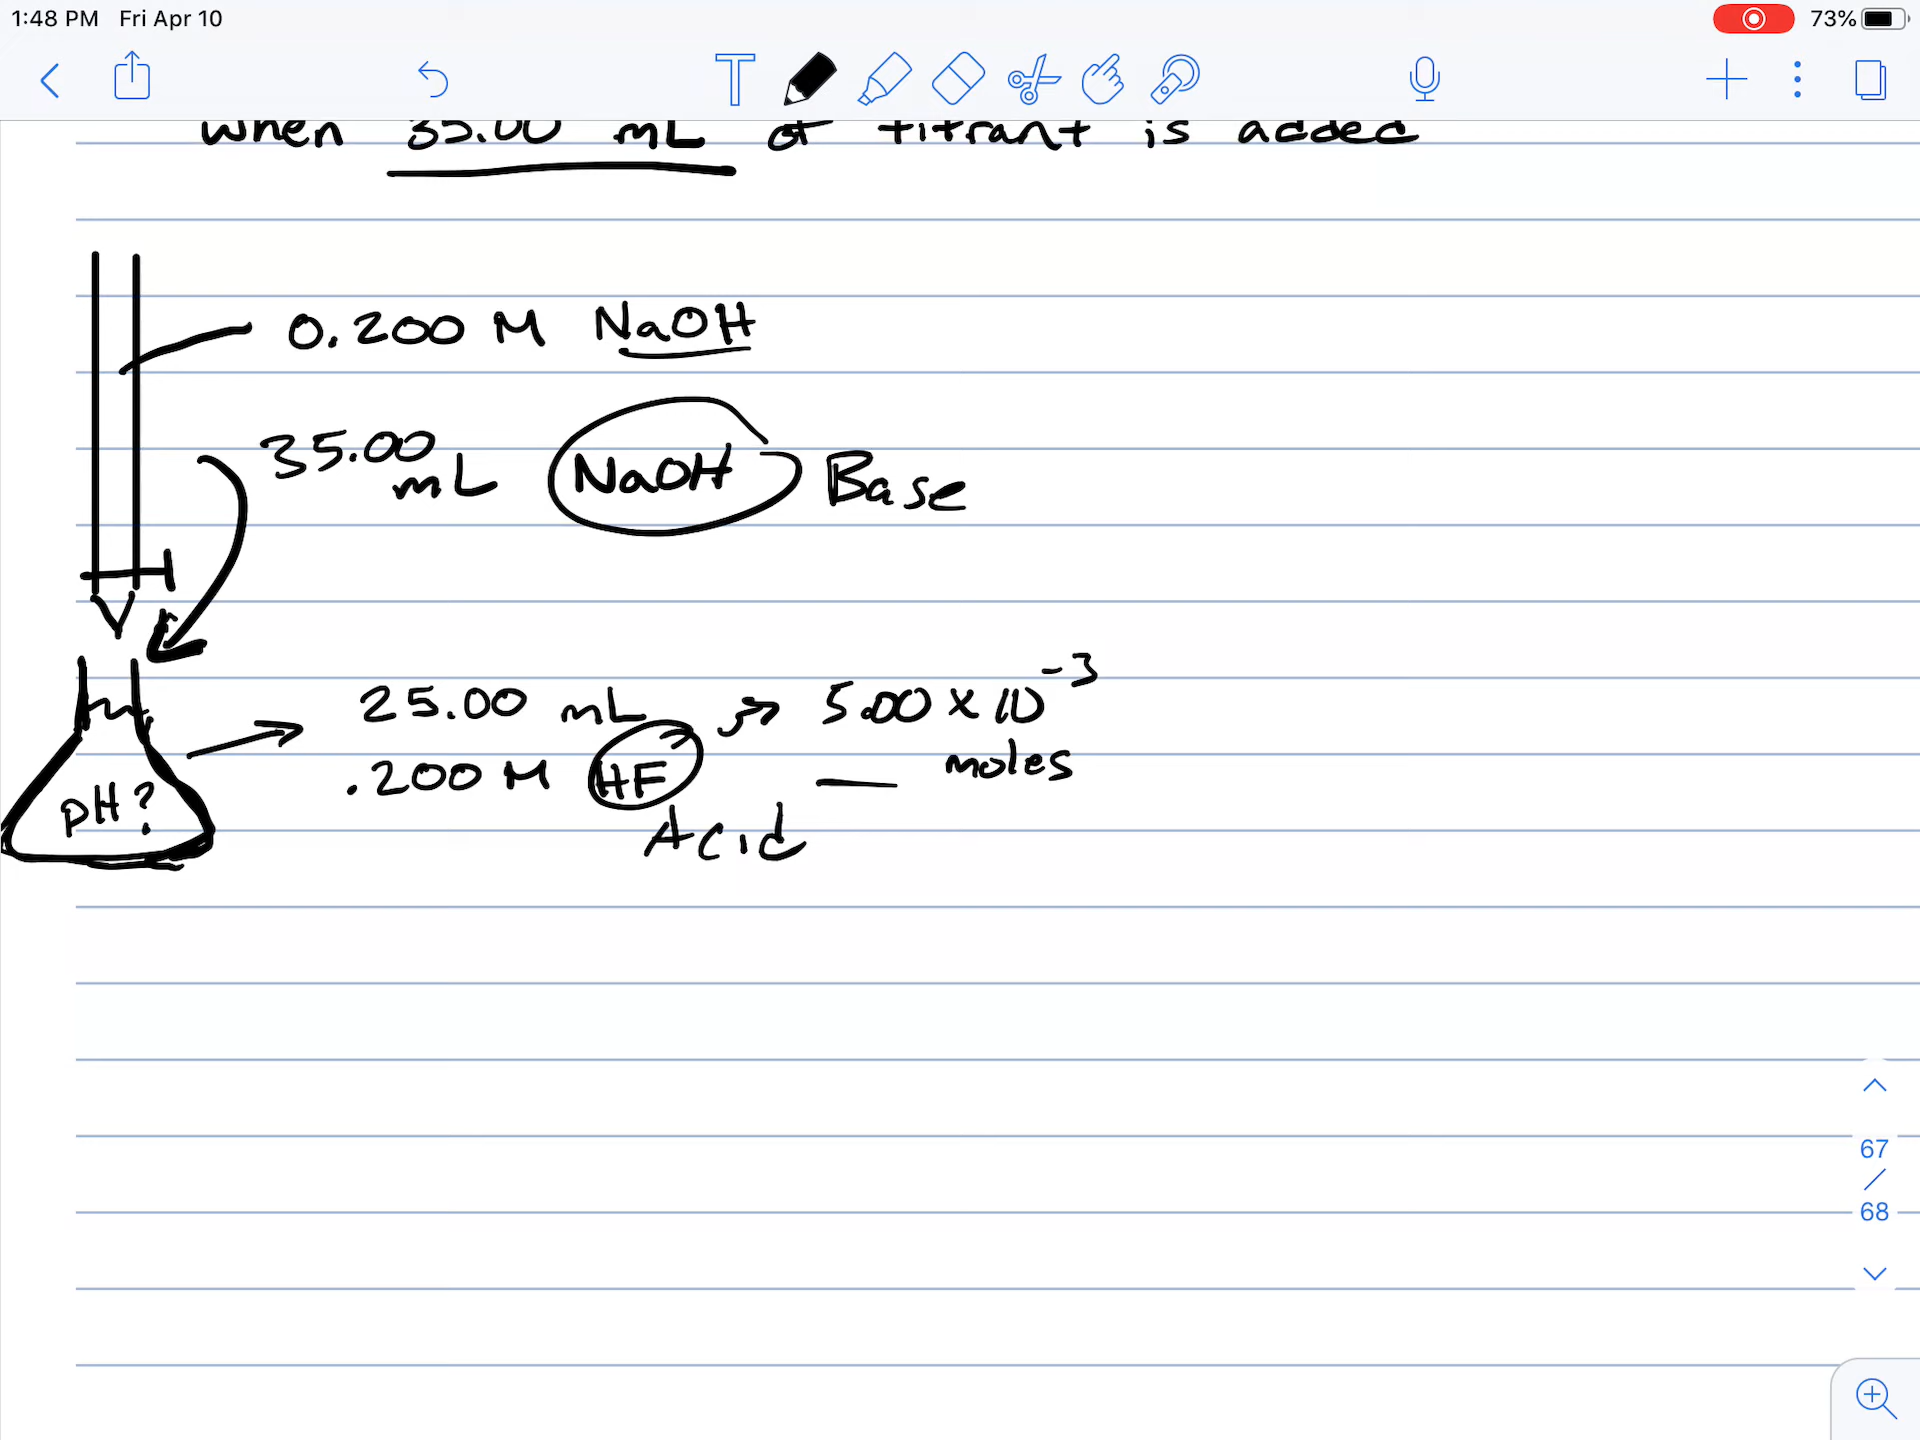 1:48 PM Fri Apr 10 73%
T
when 35.00 mL of titrant is added
0.200 M NaOH
35.00 mL NaOH Base
25.00 mL → 5.00 × 10⁻³
.200 M HF — moles
Acid
pH?
67
/
68